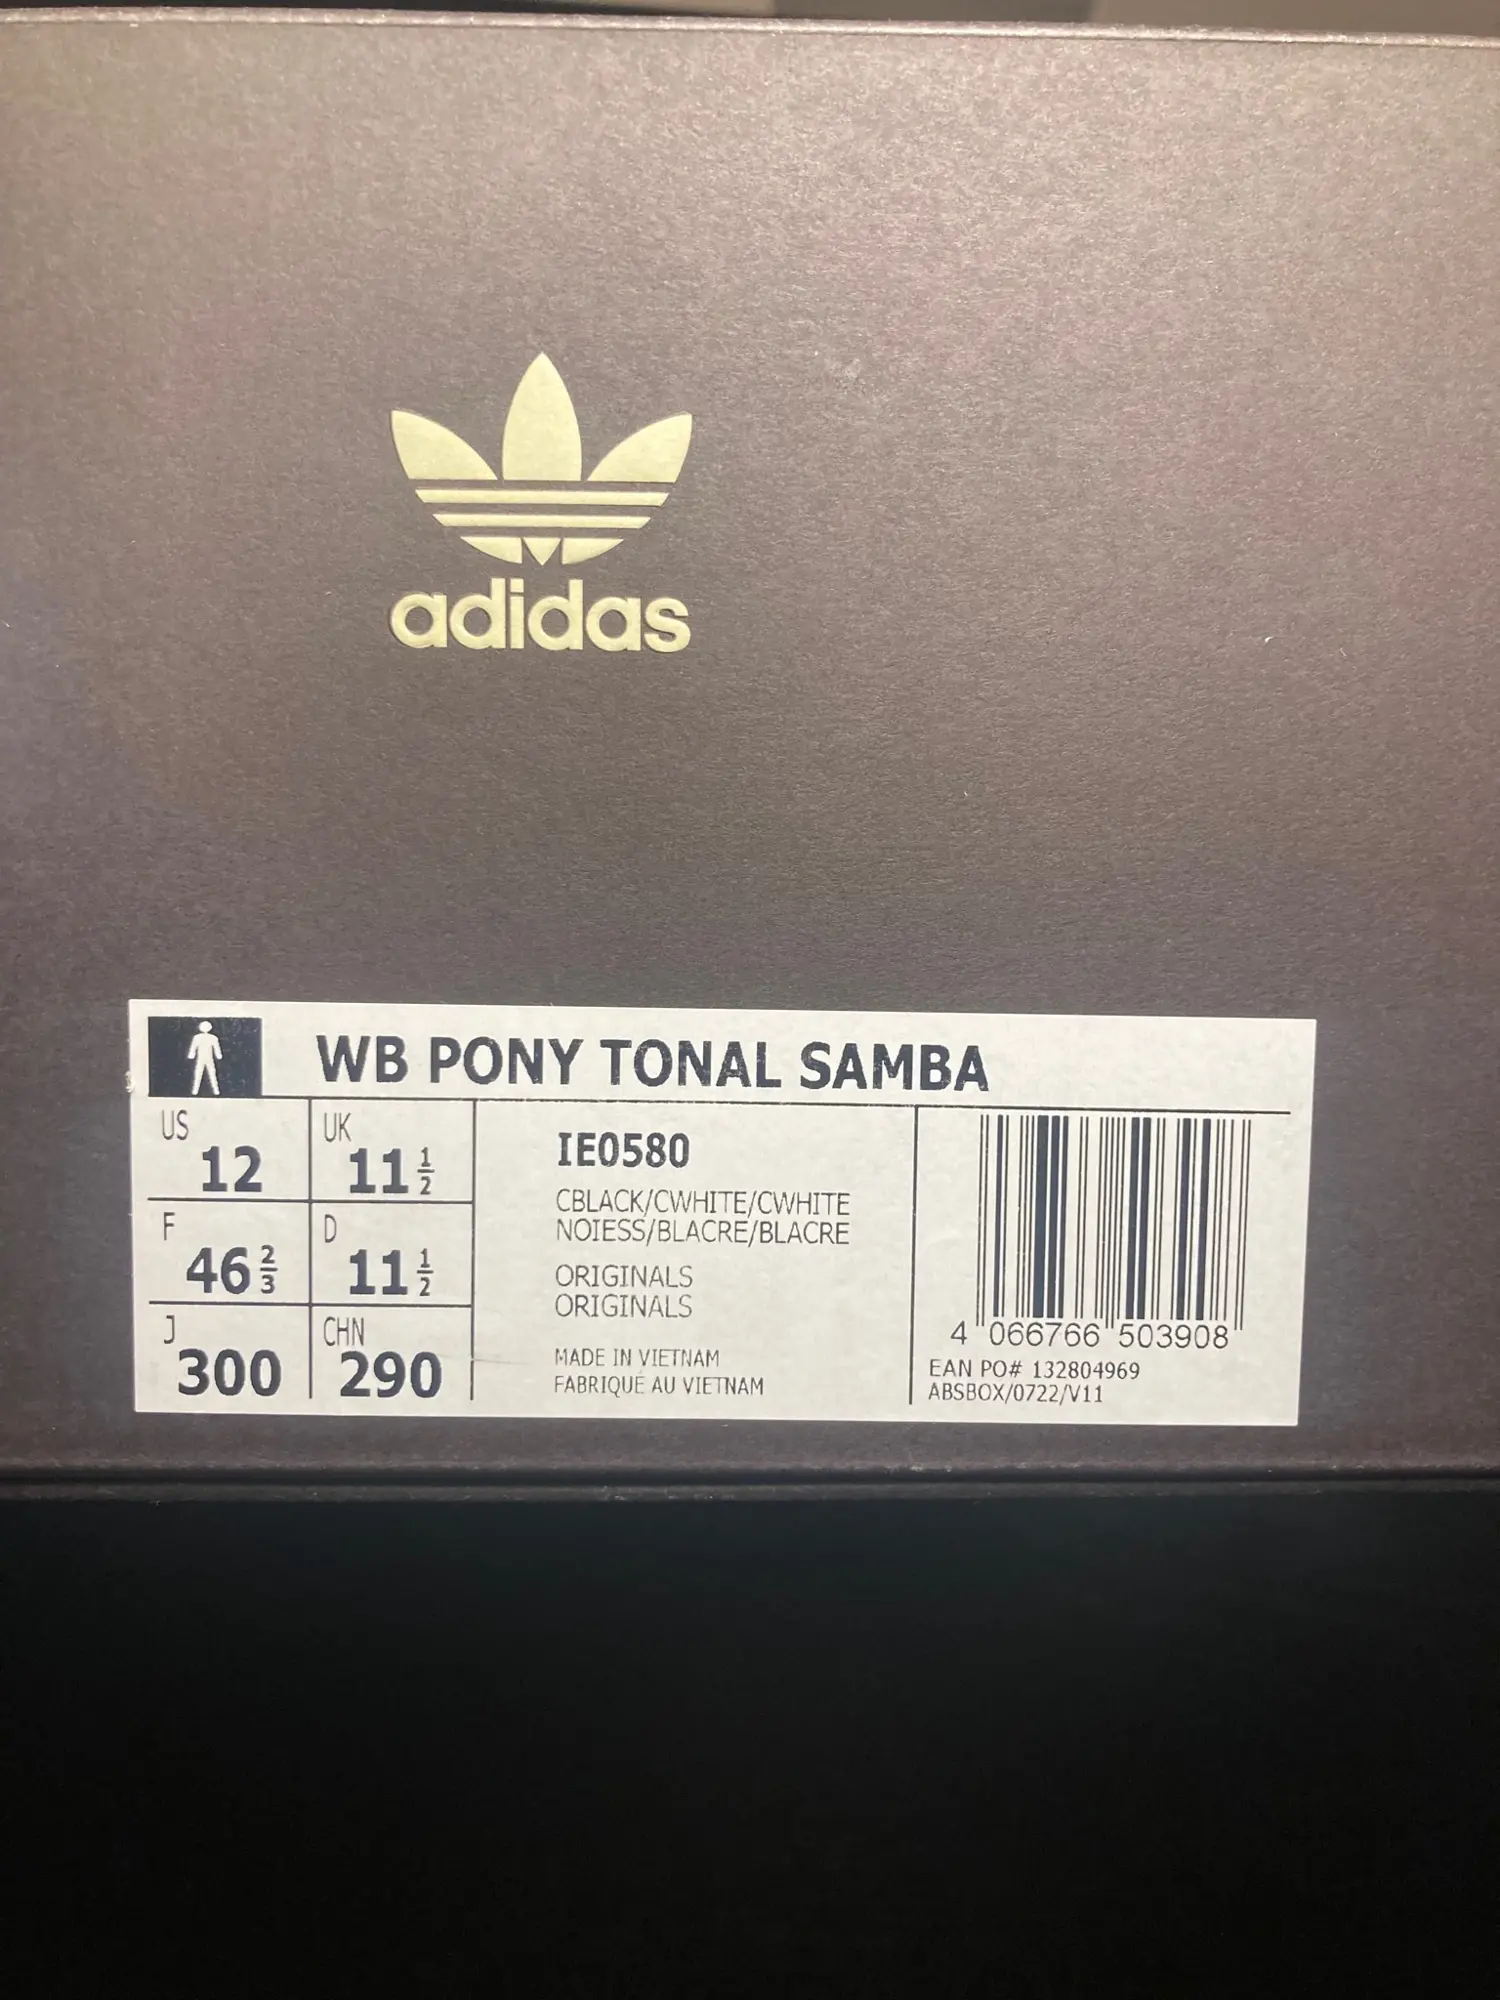 adidas
WB PONY TONAL SAMBA
US
12
UK
11 1/2
F
46 2/3
D
11 1/2
J
300
CHN
290
IE0580
CBLACK/CWHITE/CWHITE
NOIESS/BLACRE/BLACRE
ORIGINALS
ORIGINALS
MADE IN VIETNAM
FABRIQUÉ AU VIETNAM
4 066766 503908
EAN PO# 132804969
ABSBOX/0722/V11